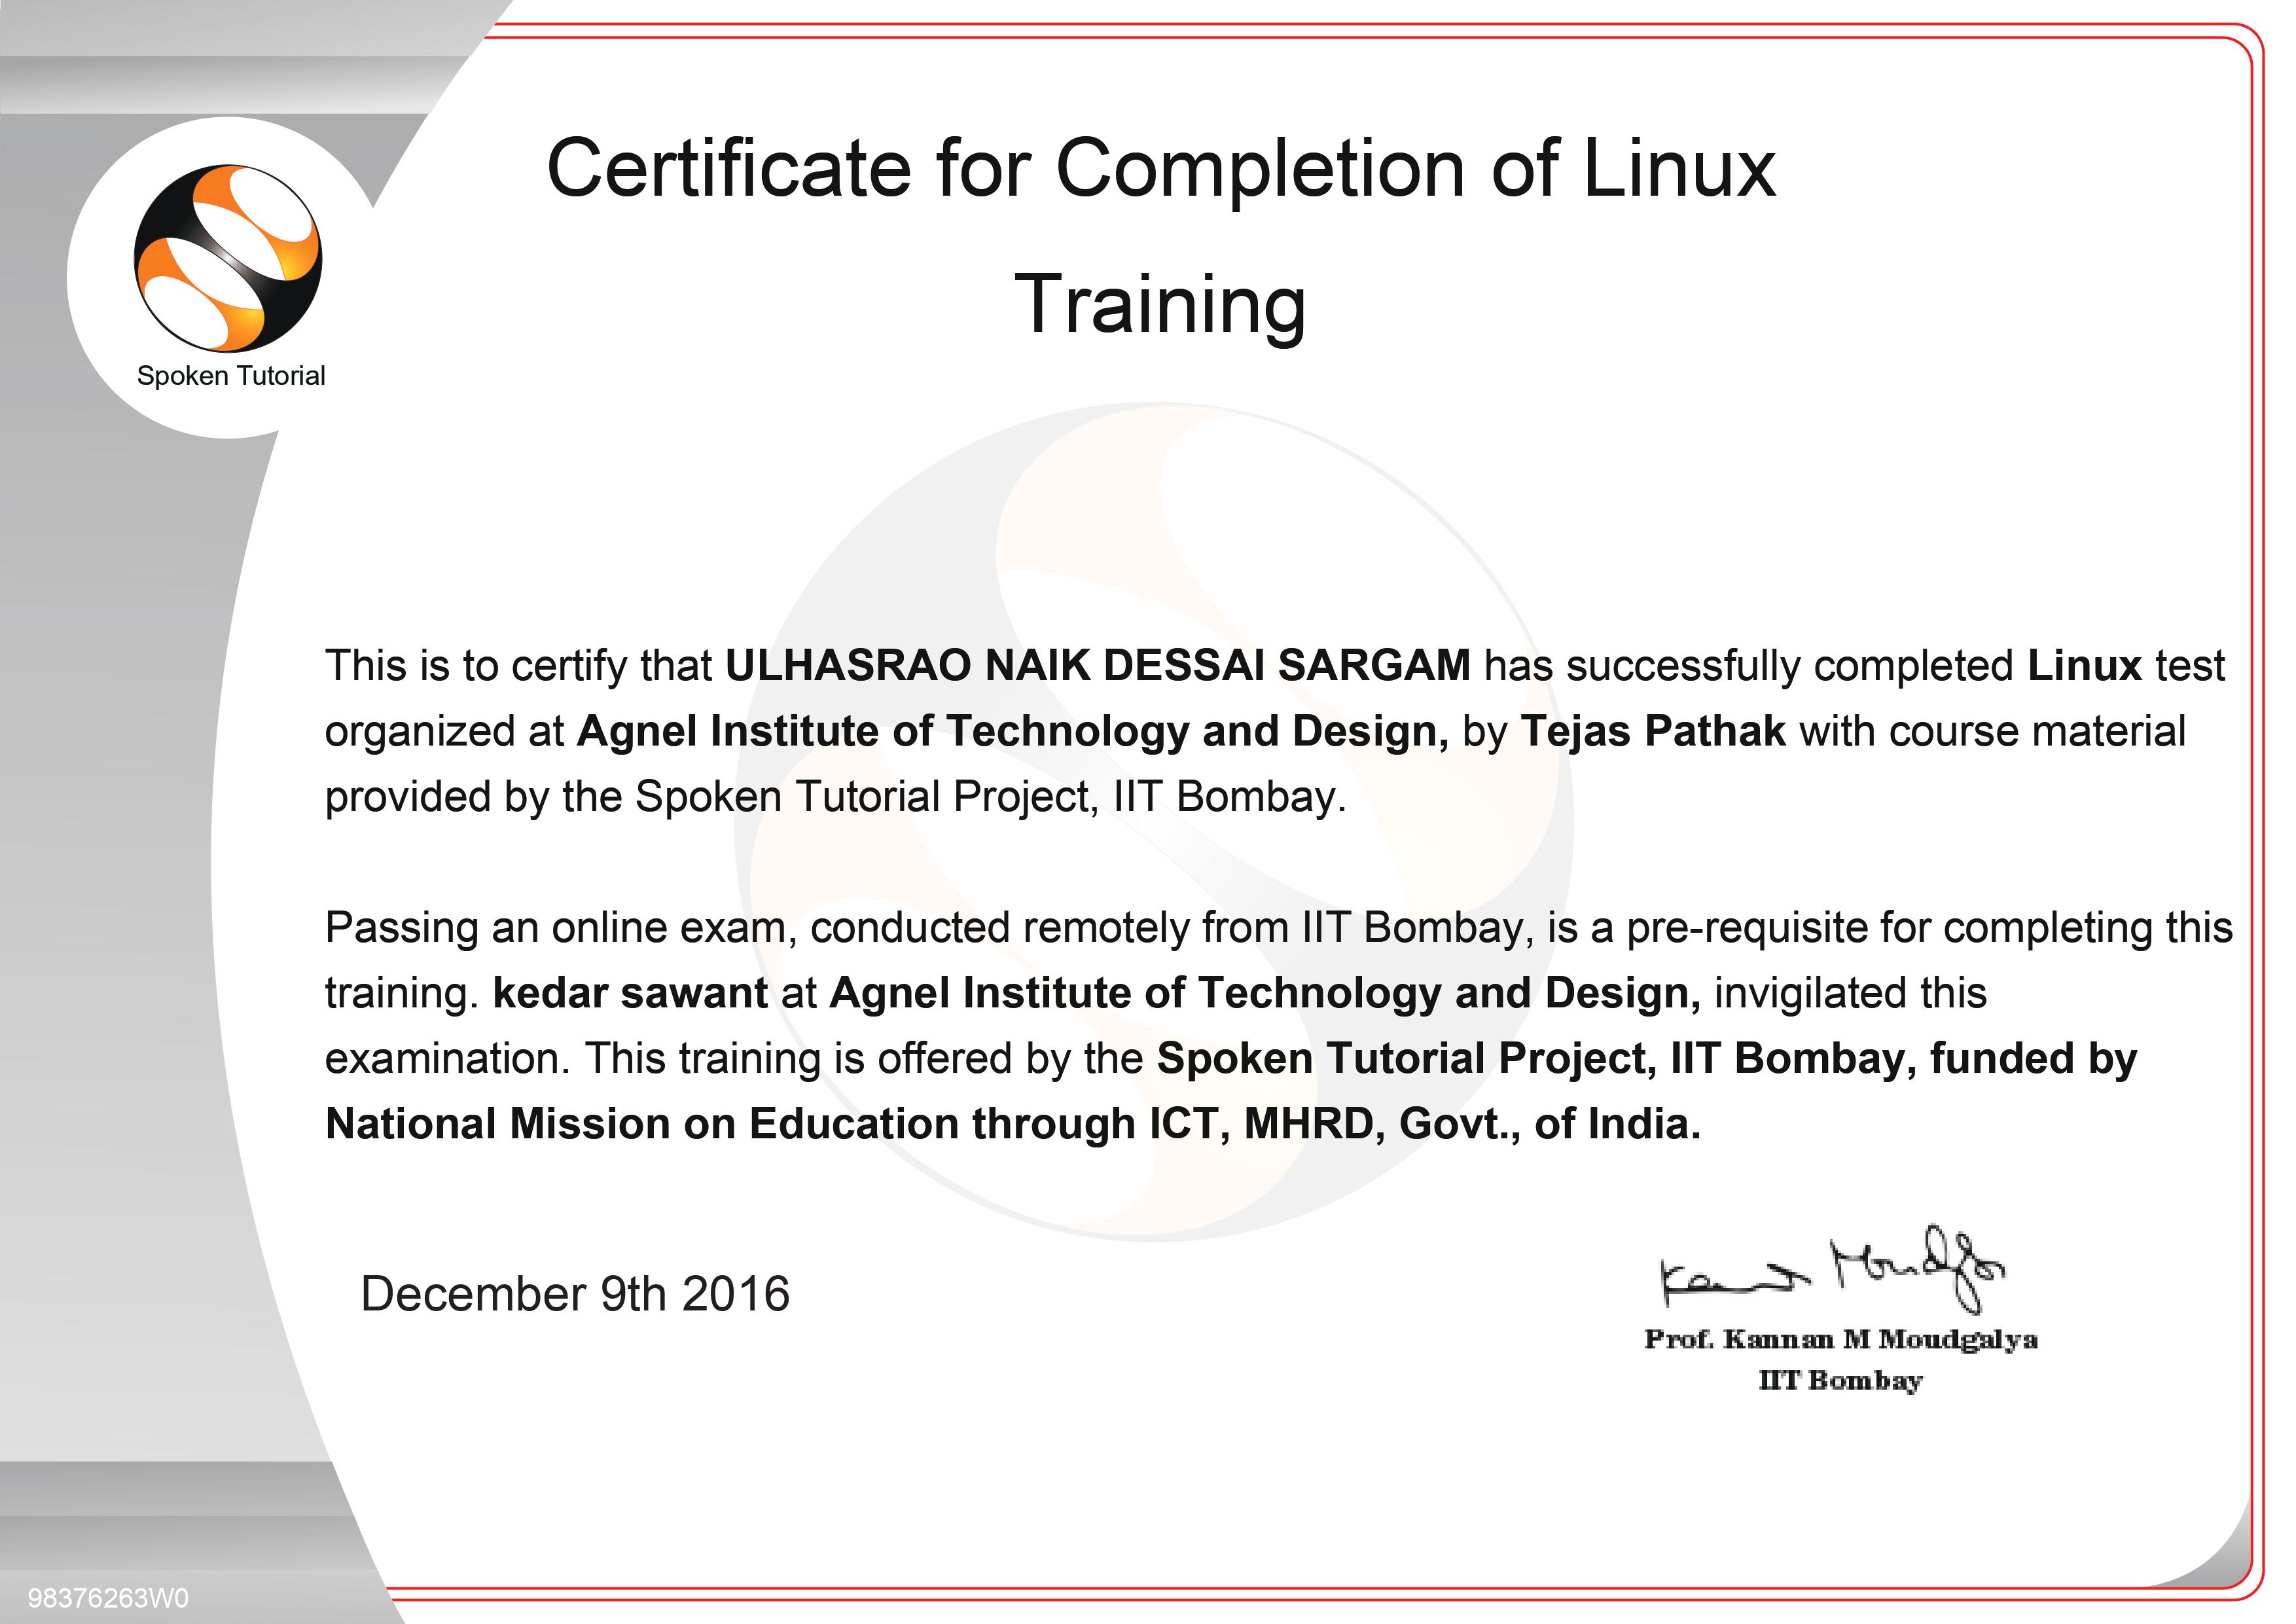 Certificate for Completion of Linux
Training
Spoken Tutorial
This is to certify that ULHASRAO NAIK DESSAI SARGAM has successfully completed Linux test
organized at Agnel Institute of Technology and Design, by Tejas Pathak with course material
provided by the Spoken Tutorial Project, IIT Bombay.
Passing an online exam, conducted remotely from IIT Bombay, is a pre-requisite for completing this
training. kedar sawant at Agnel Institute of Technology and Design, invigilated this
examination. This training is offered by the Spoken Tutorial Project, IIT Bombay, funded by
National Mission on Education through ICT, MHRD, Govt., of India.
December 9th 2016
Kannan Moudgalya
Prof. Kannan M Moudgalya
IIT Bombay
98376263W0